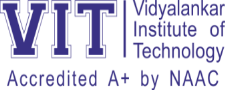 VIT
Vidyalankar
Institute of
Technology
Accredited A+ by NAAC